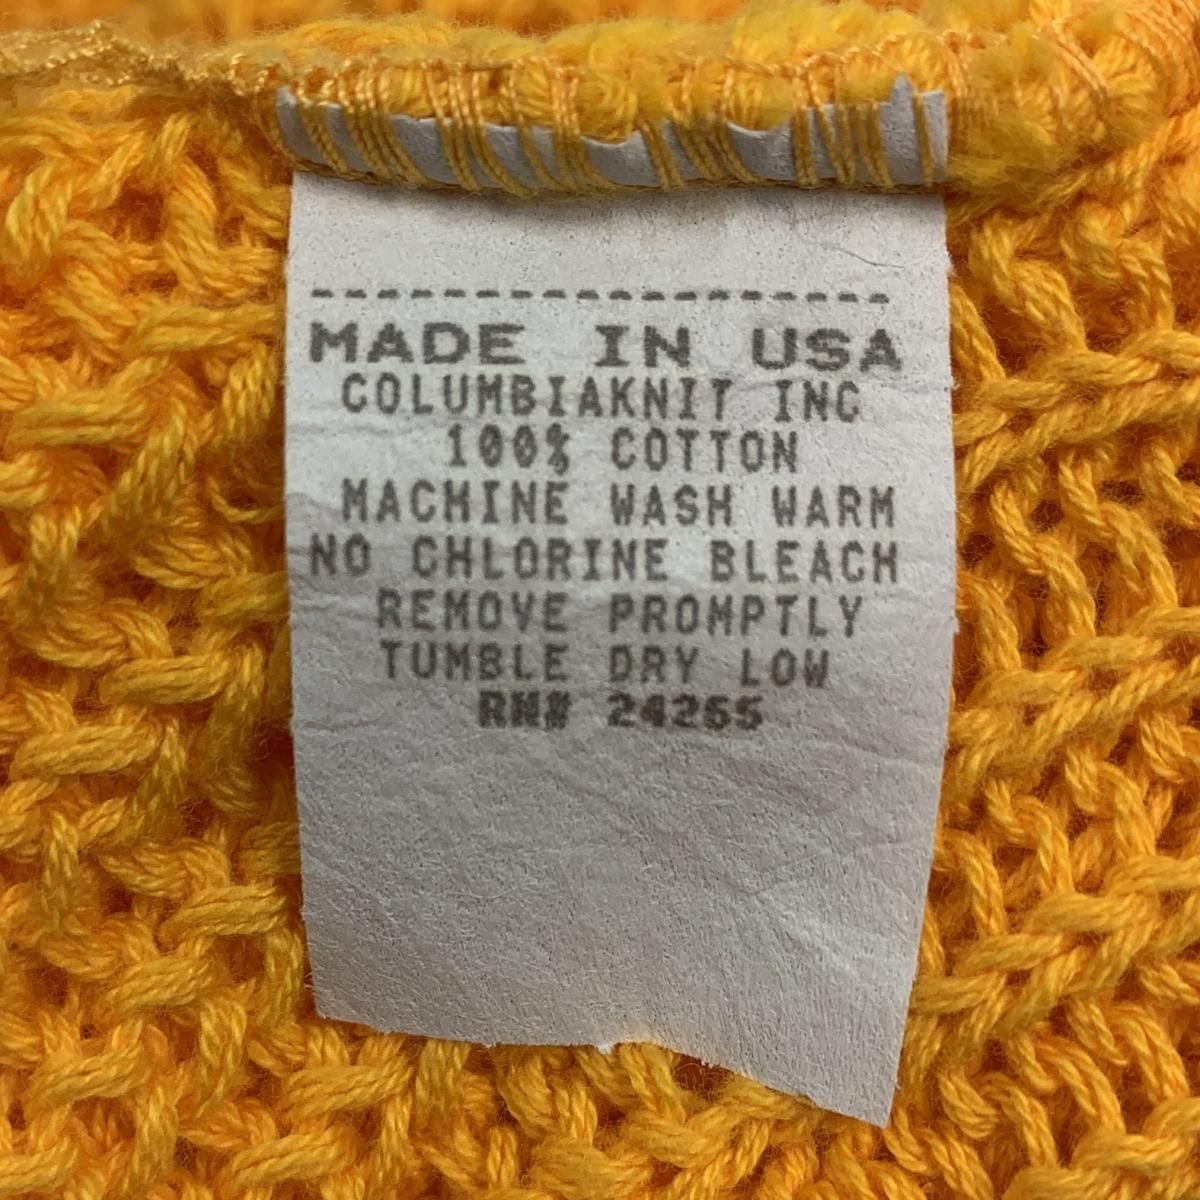 MADE IN USA
COLUMBIAKNIT INC
100% COTTON
MACHINE WASH WARM
NO CHLORINE BLEACH
REMOVE PROMPTLY
TUMBLE DRY LOW
RN# 24255